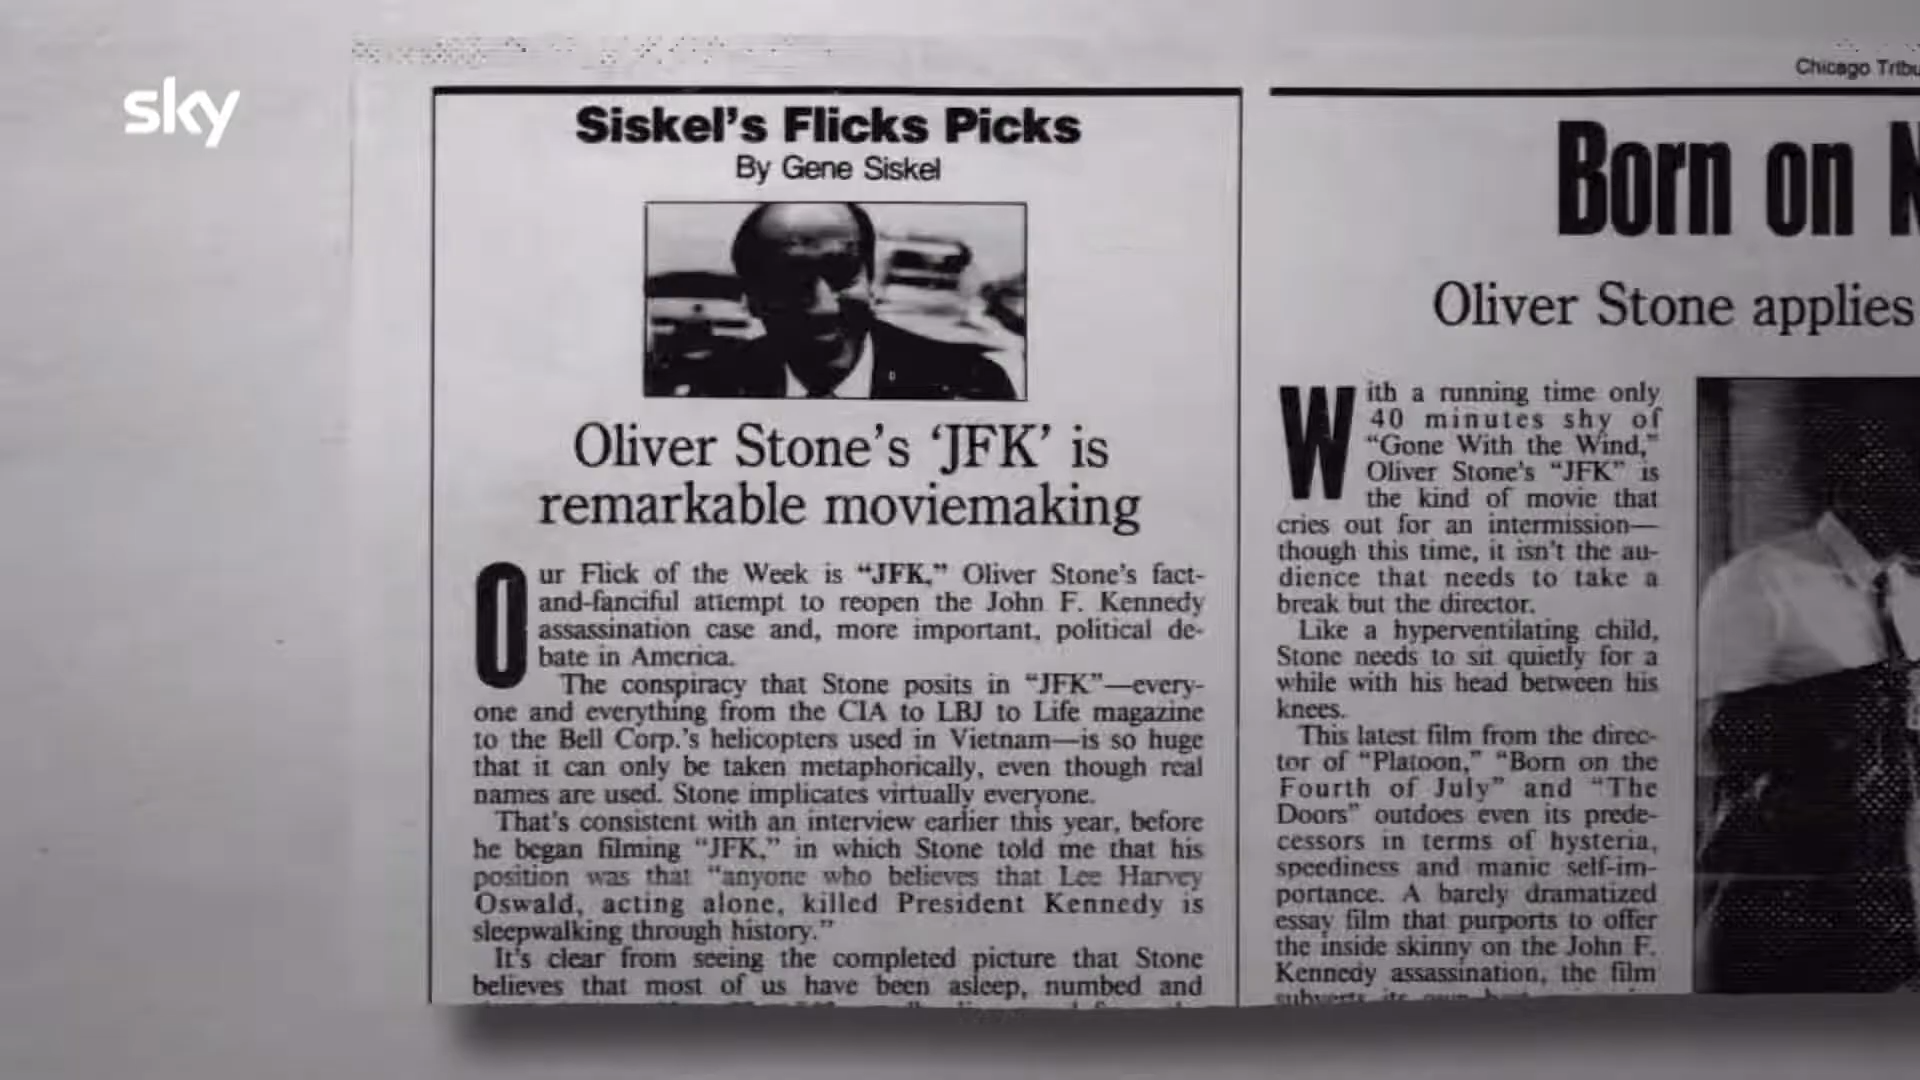 sky
Chicago Tribu
Siskel's Flicks Picks
By Gene Siskel
Oliver Stone's 'JFK' is
remarkable moviemaking
Our Flick of the Week is "JFK," Oliver Stone's fact-
and-fanciful attempt to reopen the John F. Kennedy
assassination case and, more important, political de-
bate in America.
The conspiracy that Stone posits in "JFK"—every-
one and everything from the CIA to LBJ to Life magazine
to the Bell Corp.'s helicopters used in Vietnam—is so huge
that it can only be taken metaphorically, even though real
names are used. Stone implicates virtually everyone.
That's consistent with an interview earlier this year, before
he began filming "JFK," in which Stone told me that his
position was that "anyone who believes that Lee Harvey
Oswald, acting alone, killed President Kennedy is
sleepwalking through history."
It's clear from seeing the completed picture that Stone
believes that most of us have been asleep, numbed and
Born on N
Oliver Stone applies
With a running time only
40 minutes shy of
"Gone With the Wind,"
Oliver Stone's "JFK" is
the kind of movie that
cries out for an intermission—
though this time, it isn't the au-
dience that needs to take a
break but the director.
Like a hyperventilating child,
Stone needs to sit quietly for a
while with his head between his
knees.
This latest film from the direc-
tor of "Platoon," "Born on the
Fourth of July" and "The
Doors" outdoes even its prede-
cessors in terms of hysteria,
speediness and manic self-im-
portance. A barely dramatized
essay film that purports to offer
the inside skinny on the John F.
Kennedy assassination, the film